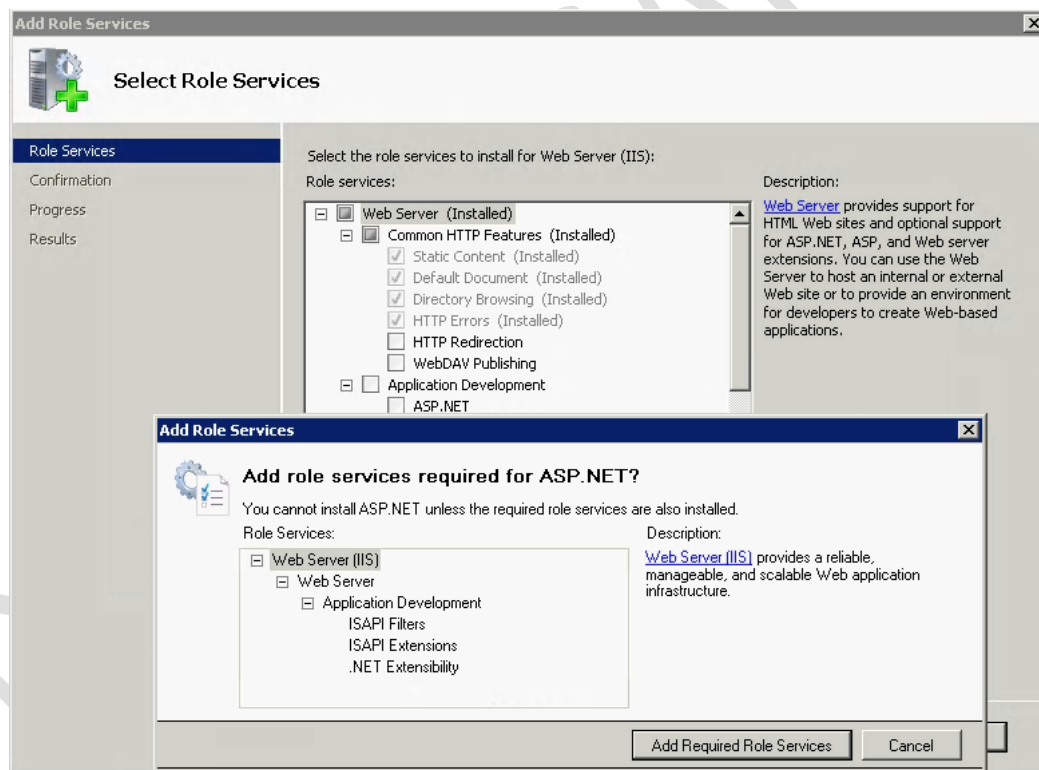 Add Role Services
Select Role Services
Role Services
Confirmation
Progress
Results
Select the role services to install for Web Server (IIS):
Role services:
Web Server (Installed)
Common HTTP Features (Installed)
Static Content (Installed)
Default Document (Installed)
Directory Browsing (Installed)
HTTP Errors (Installed)
HTTP Redirection
WebDAV Publishing
Application Development
ASP.NET
Description:
Web Server provides support for
HTML Web sites and optional support
for ASP.NET, ASP, and Web server
extensions. You can use the Web
Server to host an internal or external
Web site or to provide an environment
for developers to create Web-based
applications.
Add Role Services
Add role services required for ASP.NET?
You cannot install ASP.NET unless the required role services are also installed.
Role Services:
Web Server (IIS)
Web Server
Application Development
ISAPI Filters
ISAPI Extensions
.NET Extensibility
Description:
Web Server (IIS) provides a reliable,
manageable, and scalable Web application
infrastructure.
Add Required Role Services
Cancel